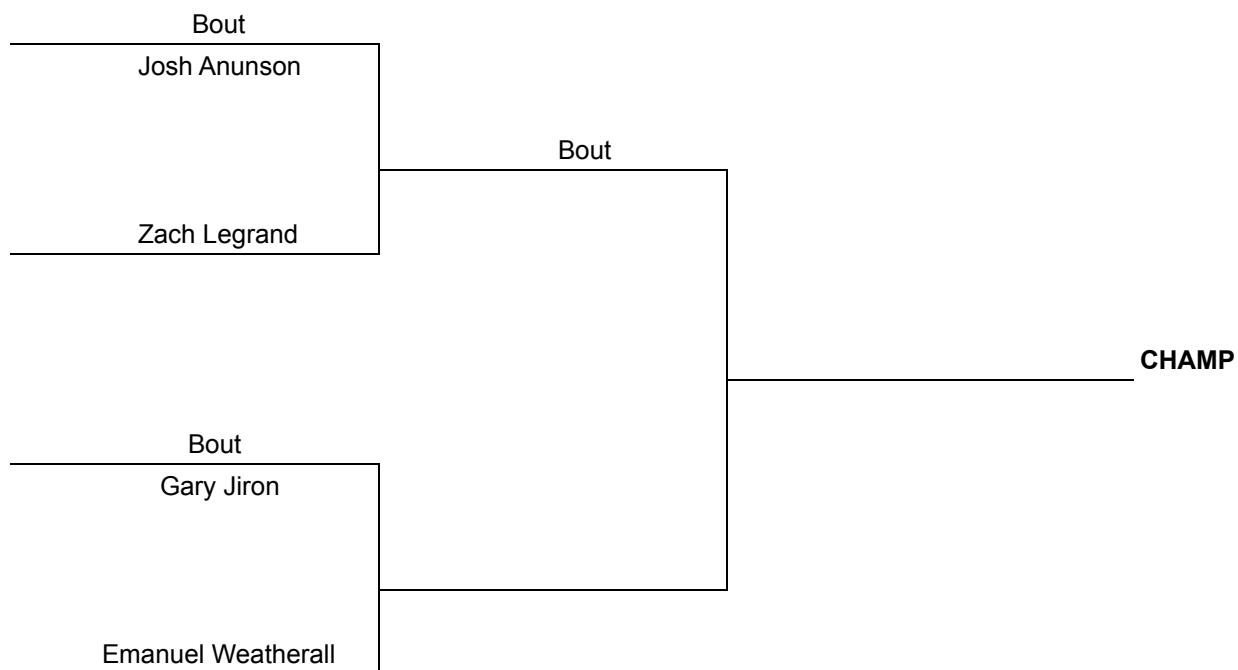 Bout
Josh Anunson
Bout
Zach Legrand
CHAMP
Bout
Gary Jiron
Emanuel Weatherall